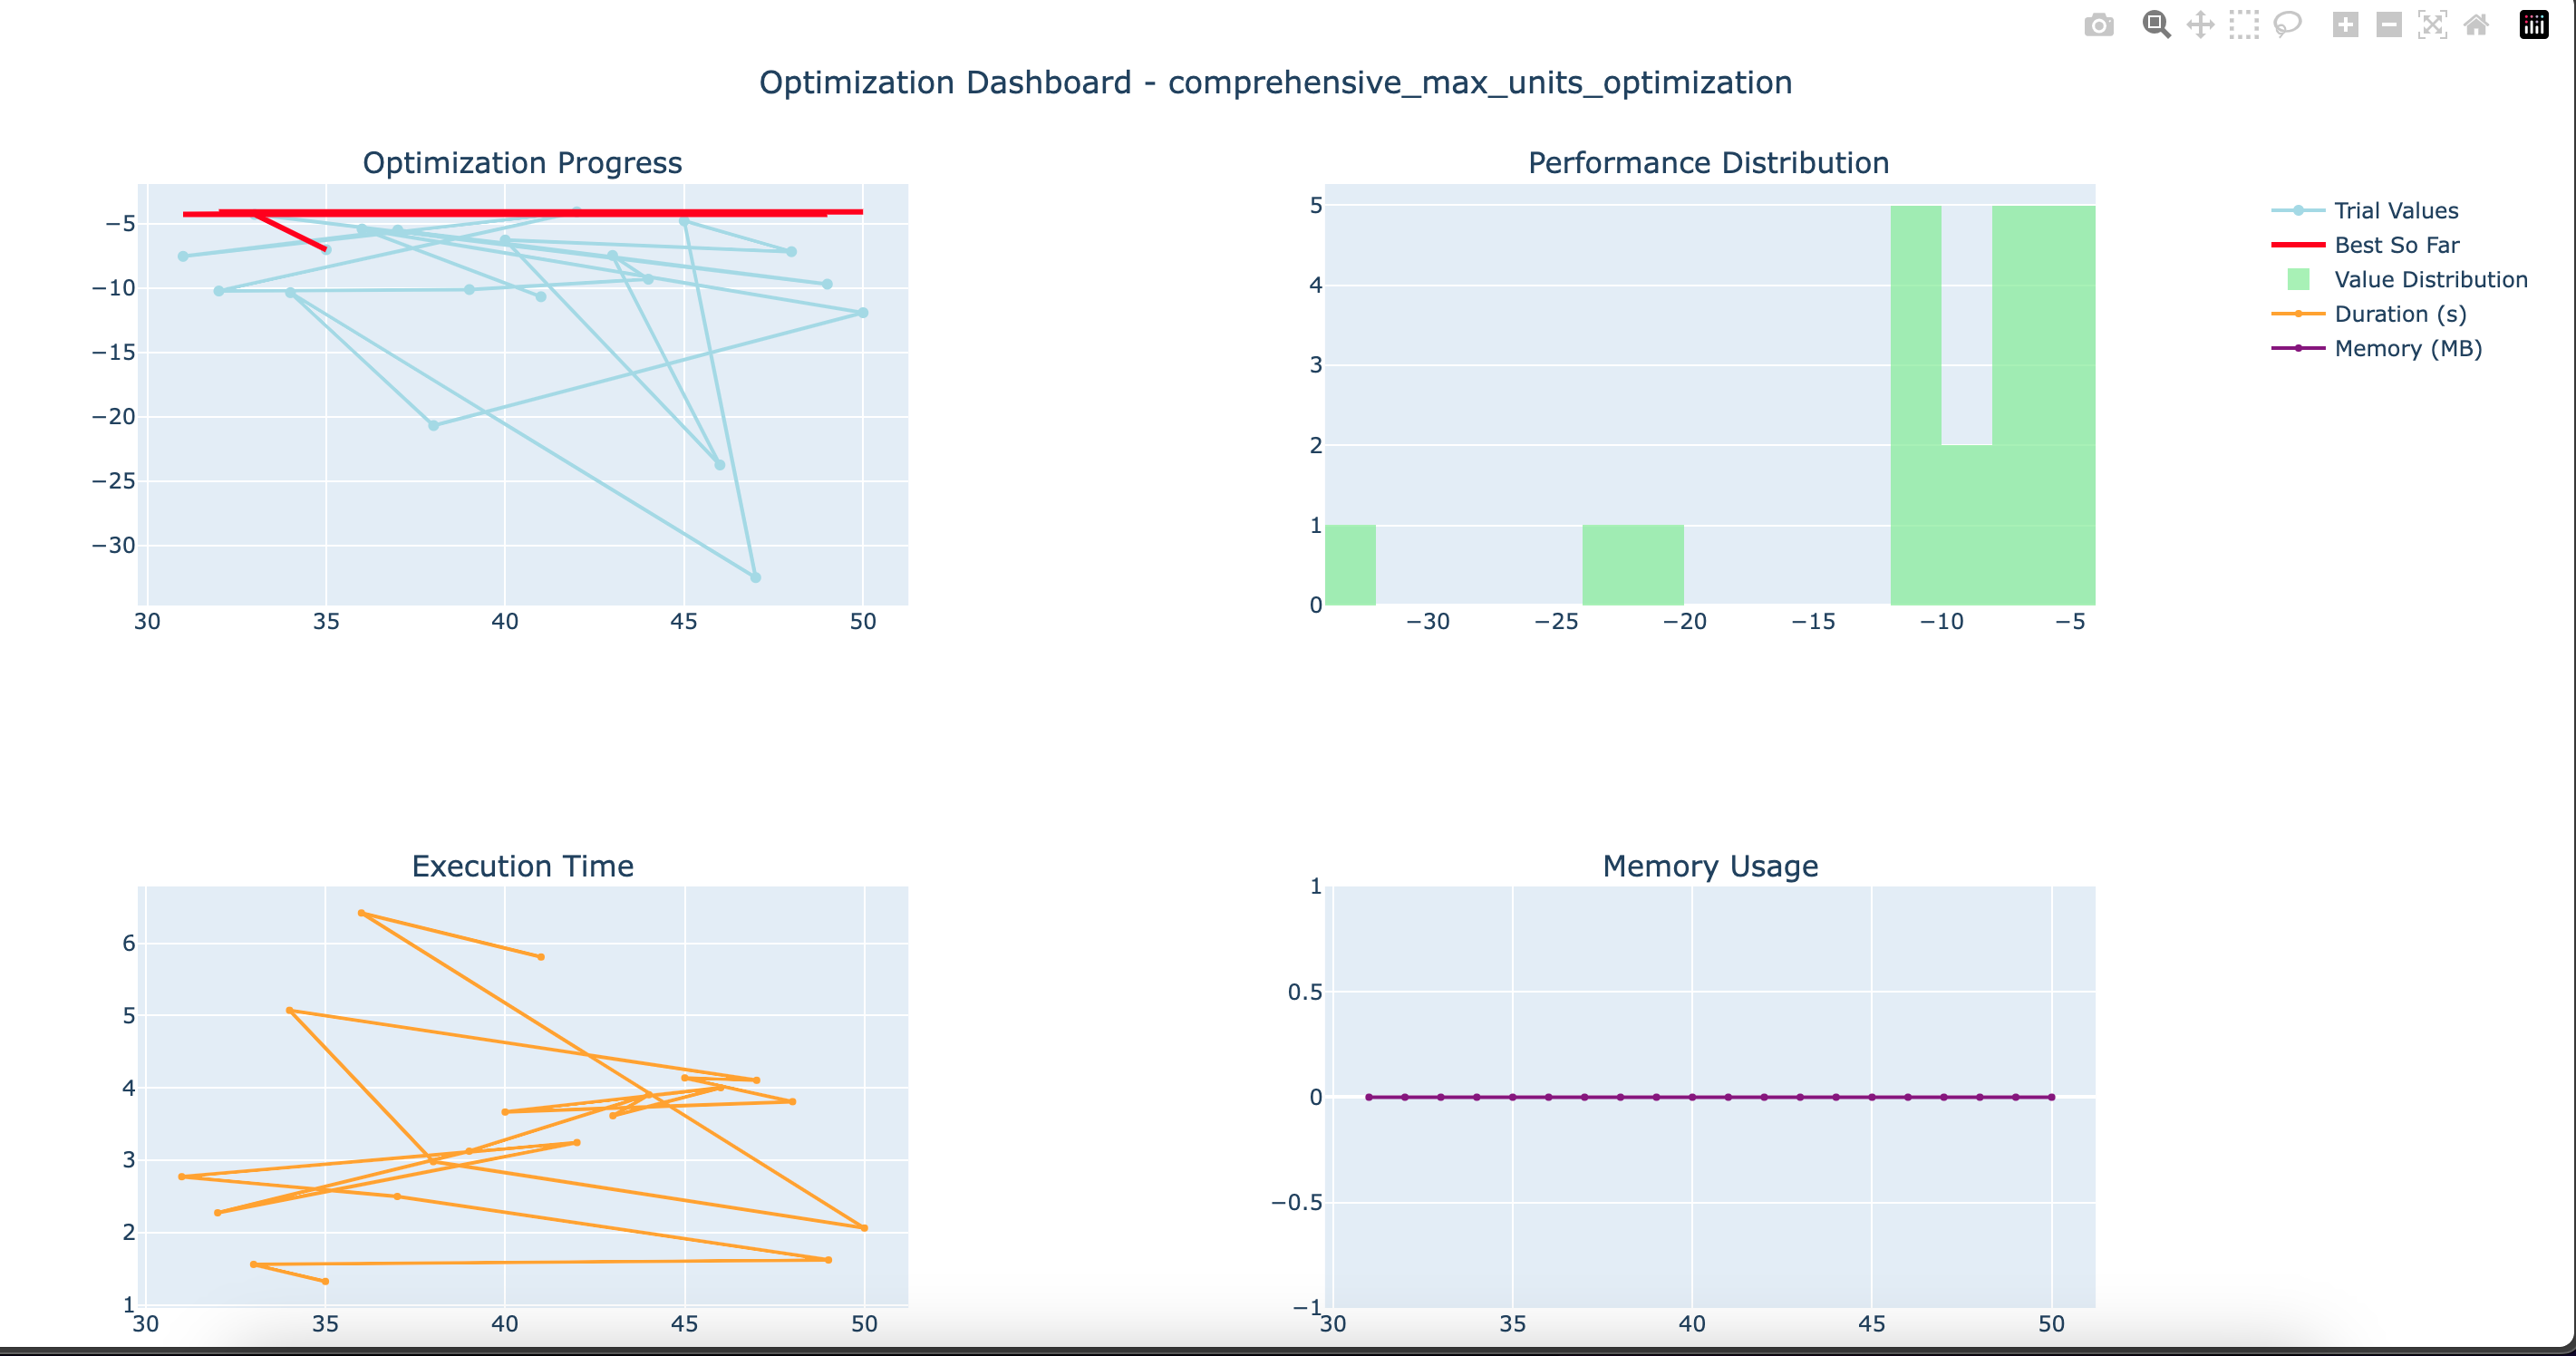 Optimization Dashboard - comprehensive_max_units_optimization
Optimization Progress
−5
−10
−15
−20
−25
−30
30 35 40 45 50
Performance Distribution
5
4
3
2
1
0
−30 −25 −20 −15 −10 −5
Trial Values
Best So Far
Value Distribution
Duration (s)
Memory (MB)
Execution Time
6
5
4
3
2
1
30 35 40 45 50
Memory Usage
1
0.5
0
−0.5
−1
30 35 40 45 50